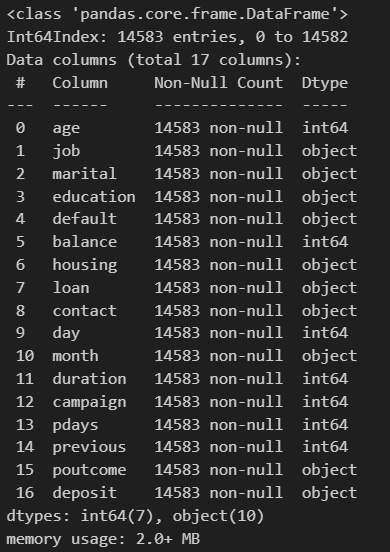 <class 'pandas.core.frame.DataFrame'>
Int64Index: 14583 entries, 0 to 14582
Data columns (total 17 columns):
 #   Column     Non-Null Count  Dtype
---  ------     --------------  -----
 0   age        14583 non-null  int64
 1   job        14583 non-null  object
 2   marital    14583 non-null  object
 3   education  14583 non-null  object
 4   default    14583 non-null  object
 5   balance    14583 non-null  int64
 6   housing    14583 non-null  object
 7   loan       14583 non-null  object
 8   contact    14583 non-null  object
 9   day        14583 non-null  int64
 10  month      14583 non-null  object
 11  duration   14583 non-null  int64
 12  campaign   14583 non-null  int64
 13  pdays      14583 non-null  int64
 14  previous   14583 non-null  int64
 15  poutcome   14583 non-null  object
 16  deposit    14583 non-null  object
dtypes: int64(7), object(10)
memory usage: 2.0+ MB